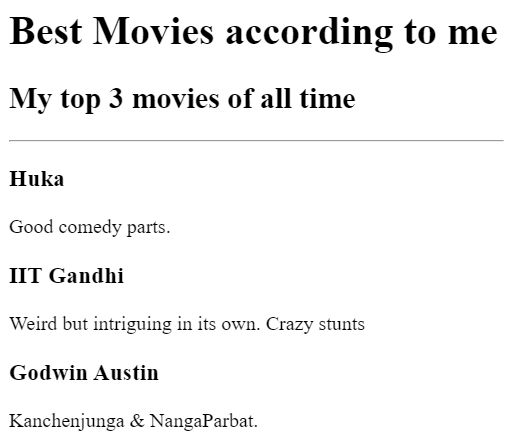 Best Movies according to me
My top 3 movies of all time
Huka
Good comedy parts.
IIT Gandhi
Weird but intriguing in its own. Crazy stunts
Godwin Austin
Kanchenjunga & NangaParbat.